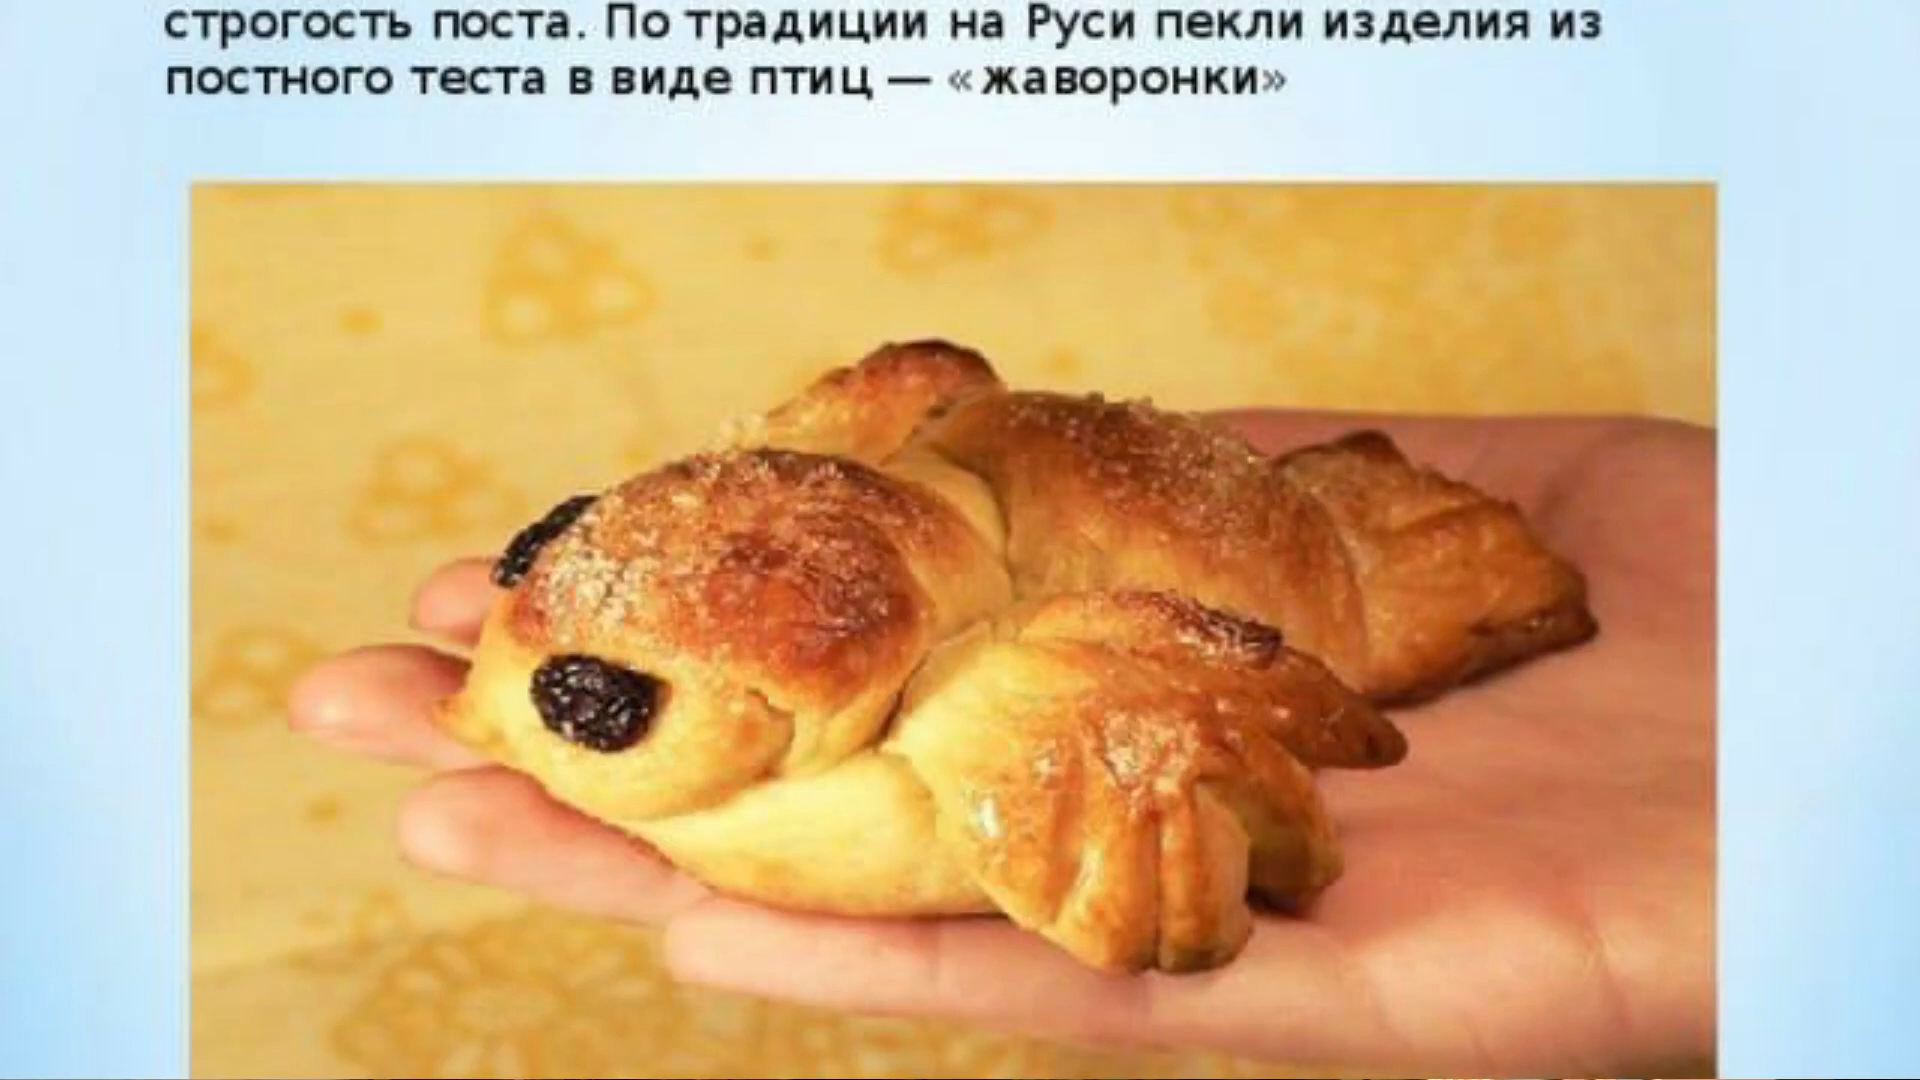 строгость поста. По традиции на Руси пекли изделия из
постного теста в виде птиц — «жаворонки»